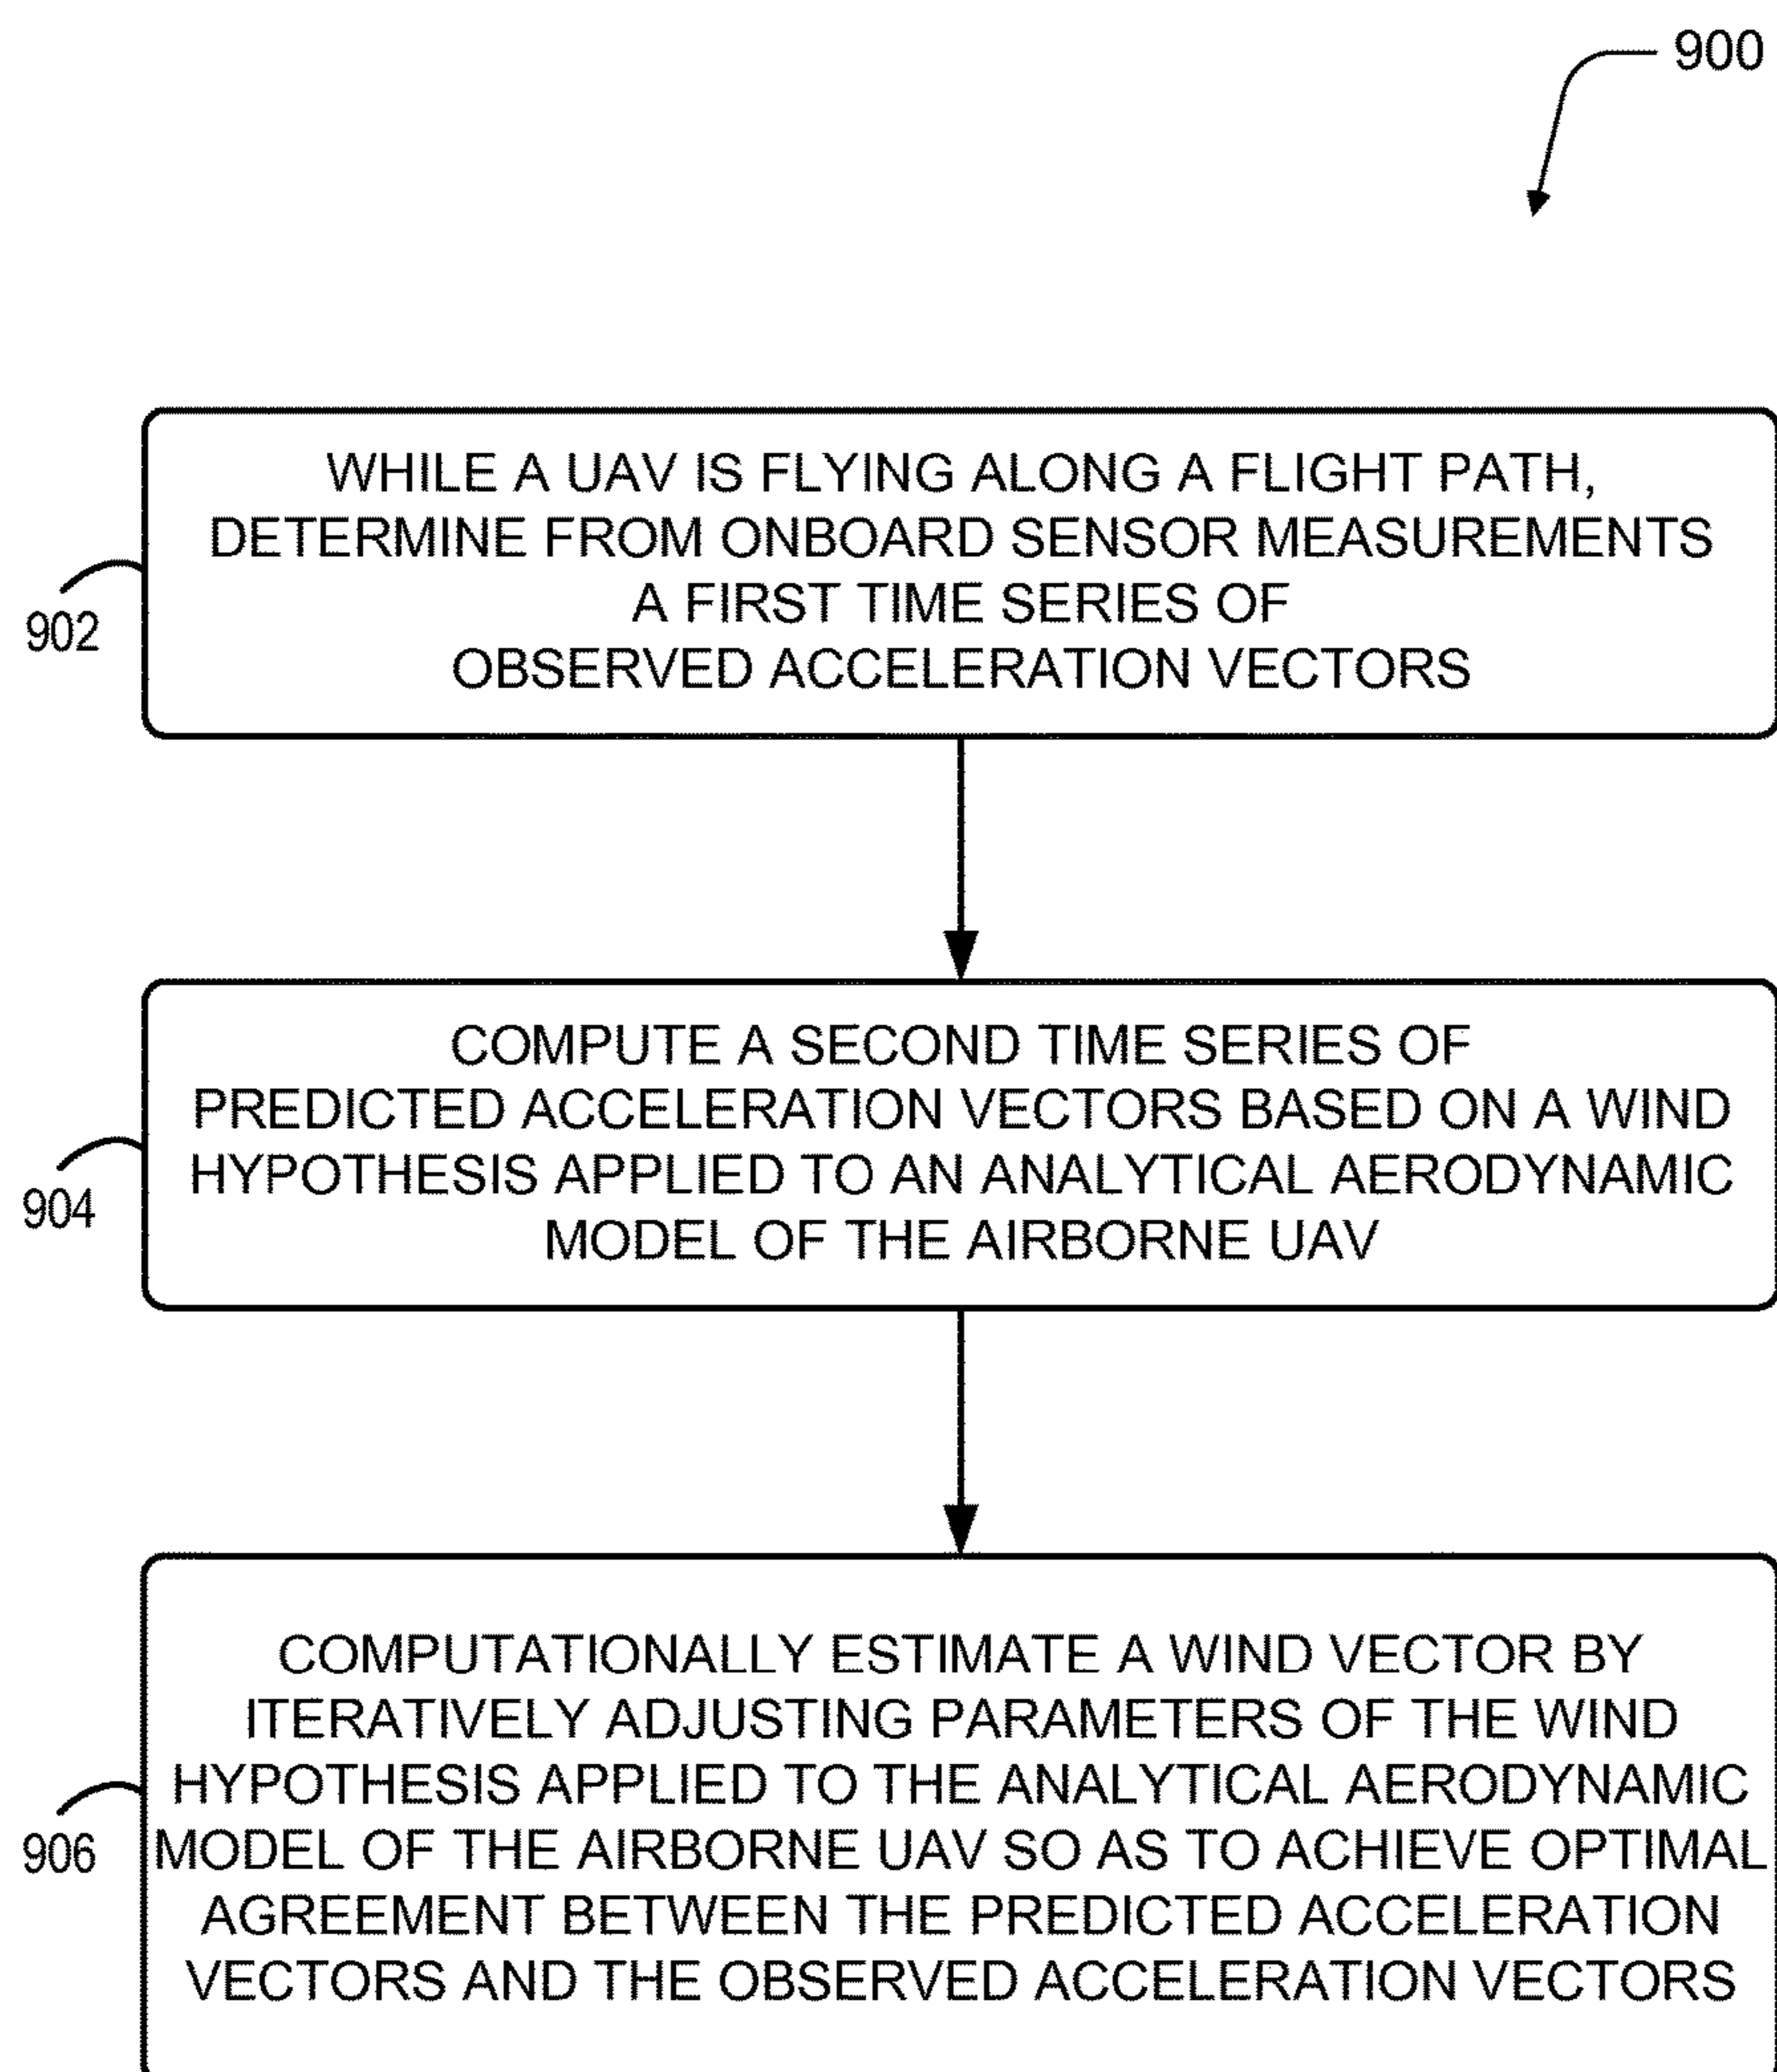 900
WHILE A UAV IS FLYING ALONG A FLIGHT PATH,
DETERMINE FROM ONBOARD SENSOR MEASUREMENTS
A FIRST TIME SERIES OF
OBSERVED ACCELERATION VECTORS
902
COMPUTE A SECOND TIME SERIES OF
PREDICTED ACCELERATION VECTORS BASED ON A WIND
HYPOTHESIS APPLIED TO AN ANALYTICAL AERODYNAMIC
MODEL OF THE AIRBORNE UAV
904
COMPUTATIONALLY ESTIMATE A WIND VECTOR BY
ITERATIVELY ADJUSTING PARAMETERS OF THE WIND
HYPOTHESIS APPLIED TO THE ANALYTICAL AERODYNAMIC
MODEL OF THE AIRBORNE UAV SO AS TO ACHIEVE OPTIMAL
AGREEMENT BETWEEN THE PREDICTED ACCELERATION
VECTORS AND THE OBSERVED ACCELERATION VECTORS
906